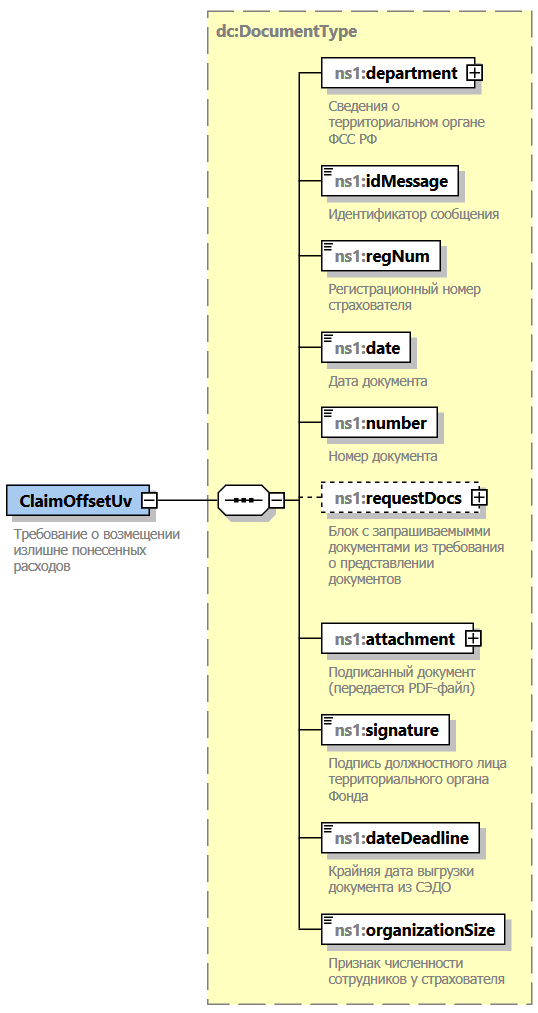 dc:DocumentType
ns1:department
Сведения о
территориальном органе
ФСС РФ
ns1:idMessage
Идентификатор сообщения
ns1:regNum
Регистрационный номер
страхователя
ns1:date
Дата документа
ns1:number
Номер документа
ClaimOffsetUv
Требование о возмещении
излишне понесенных
расходов
ns1:requestDocs
Блок с запрашиваемымми
документами из требования
о представлении
документов
ns1:attachment
Подписанный документ
(передается PDF-файл)
ns1:signature
Подпись должностного лица
территориального органа
Фонда
ns1:dateDeadline
Крайняя дата выгрузки
документа из СЭДО
ns1:organizationSize
Признак численности
сотрудников у страхователя